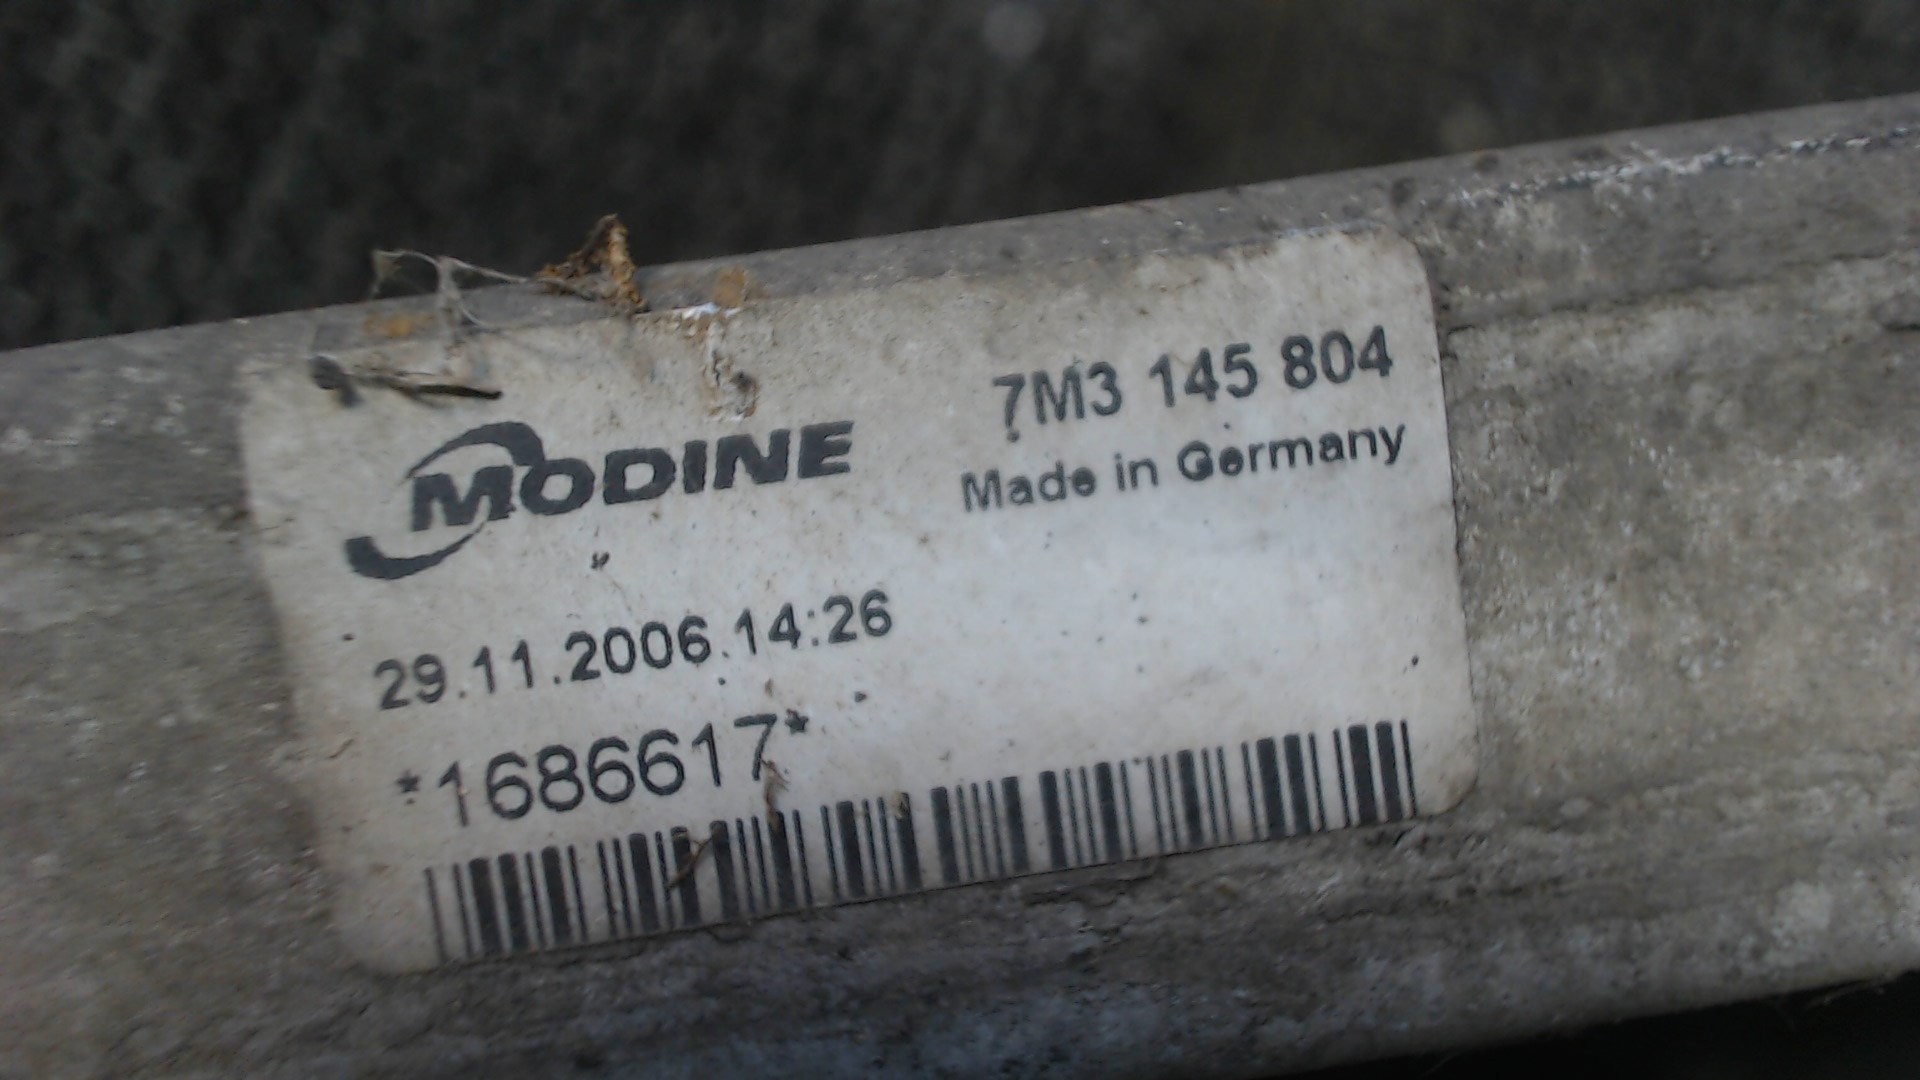 MODINE
7M3 145 804
Made in Germany
29.11.2006.14:26
*1686617*